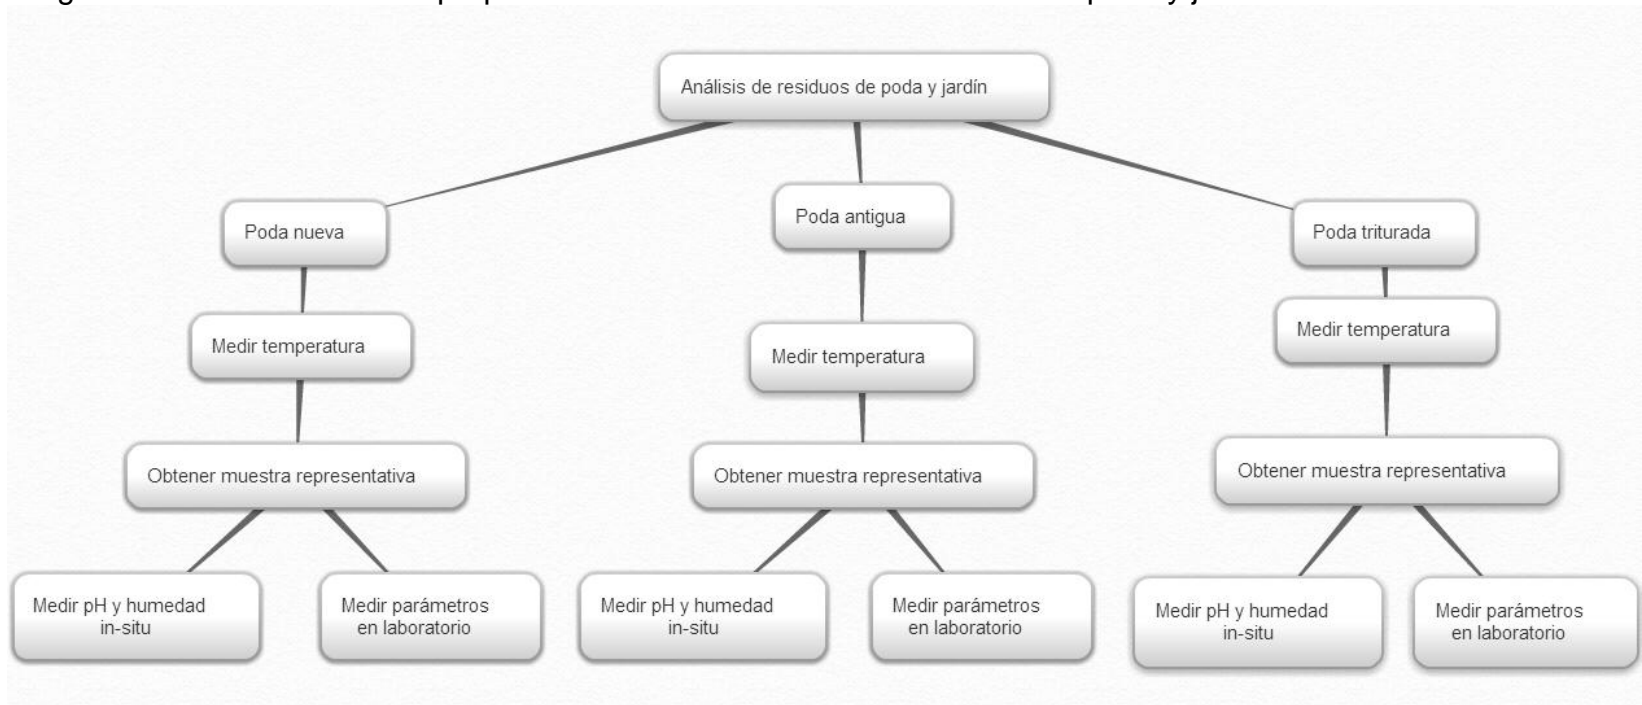 Análisis de residuos de poda y jardín
Poda nueva
Poda antigua
Poda triturada
Medir temperatura
Medir temperatura
Medir temperatura
Obtener muestra representativa
Obtener muestra representativa
Obtener muestra representativa
Medir pH y humedad
in-situ
Medir parámetros
en laboratorio
Medir pH y humedad
in-situ
Medir parámetros
en laboratorio
Medir pH y humedad
in-situ
Medir parámetros
en laboratorio